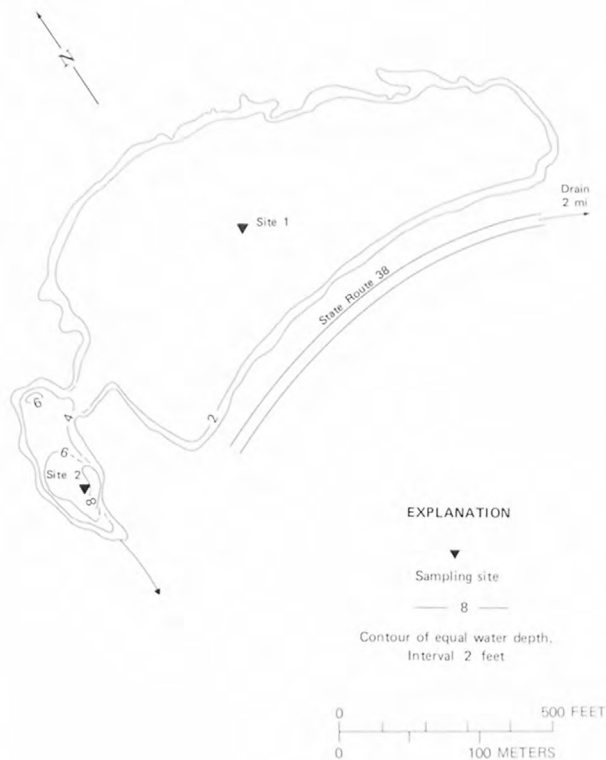 N
Drain
2 mi
Site 1
State Route 38
2
6
4
6
Site 2
8
EXPLANATION
Sampling site
8
Contour of equal water depth.
Interval 2 feet
0 500 FEET
0 100 METERS